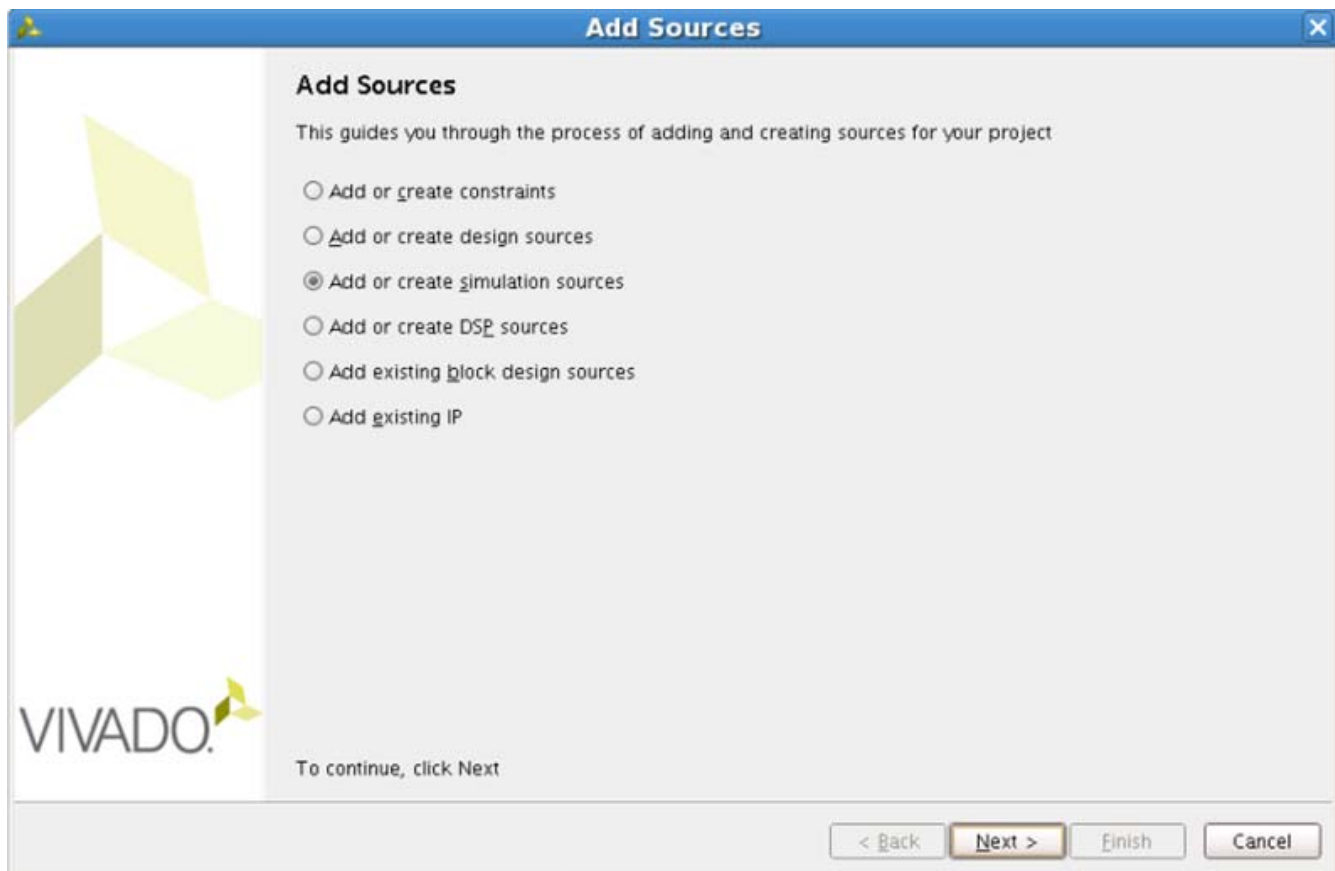 Add Sources
Add Sources
This guides you through the process of adding and creating sources for your project
Add or create constraints
Add or create design sources
Add or create simulation sources
Add or create DSP sources
Add existing block design sources
Add existing IP
VIVADO.
To continue, click Next
< Back Next > Finish Cancel